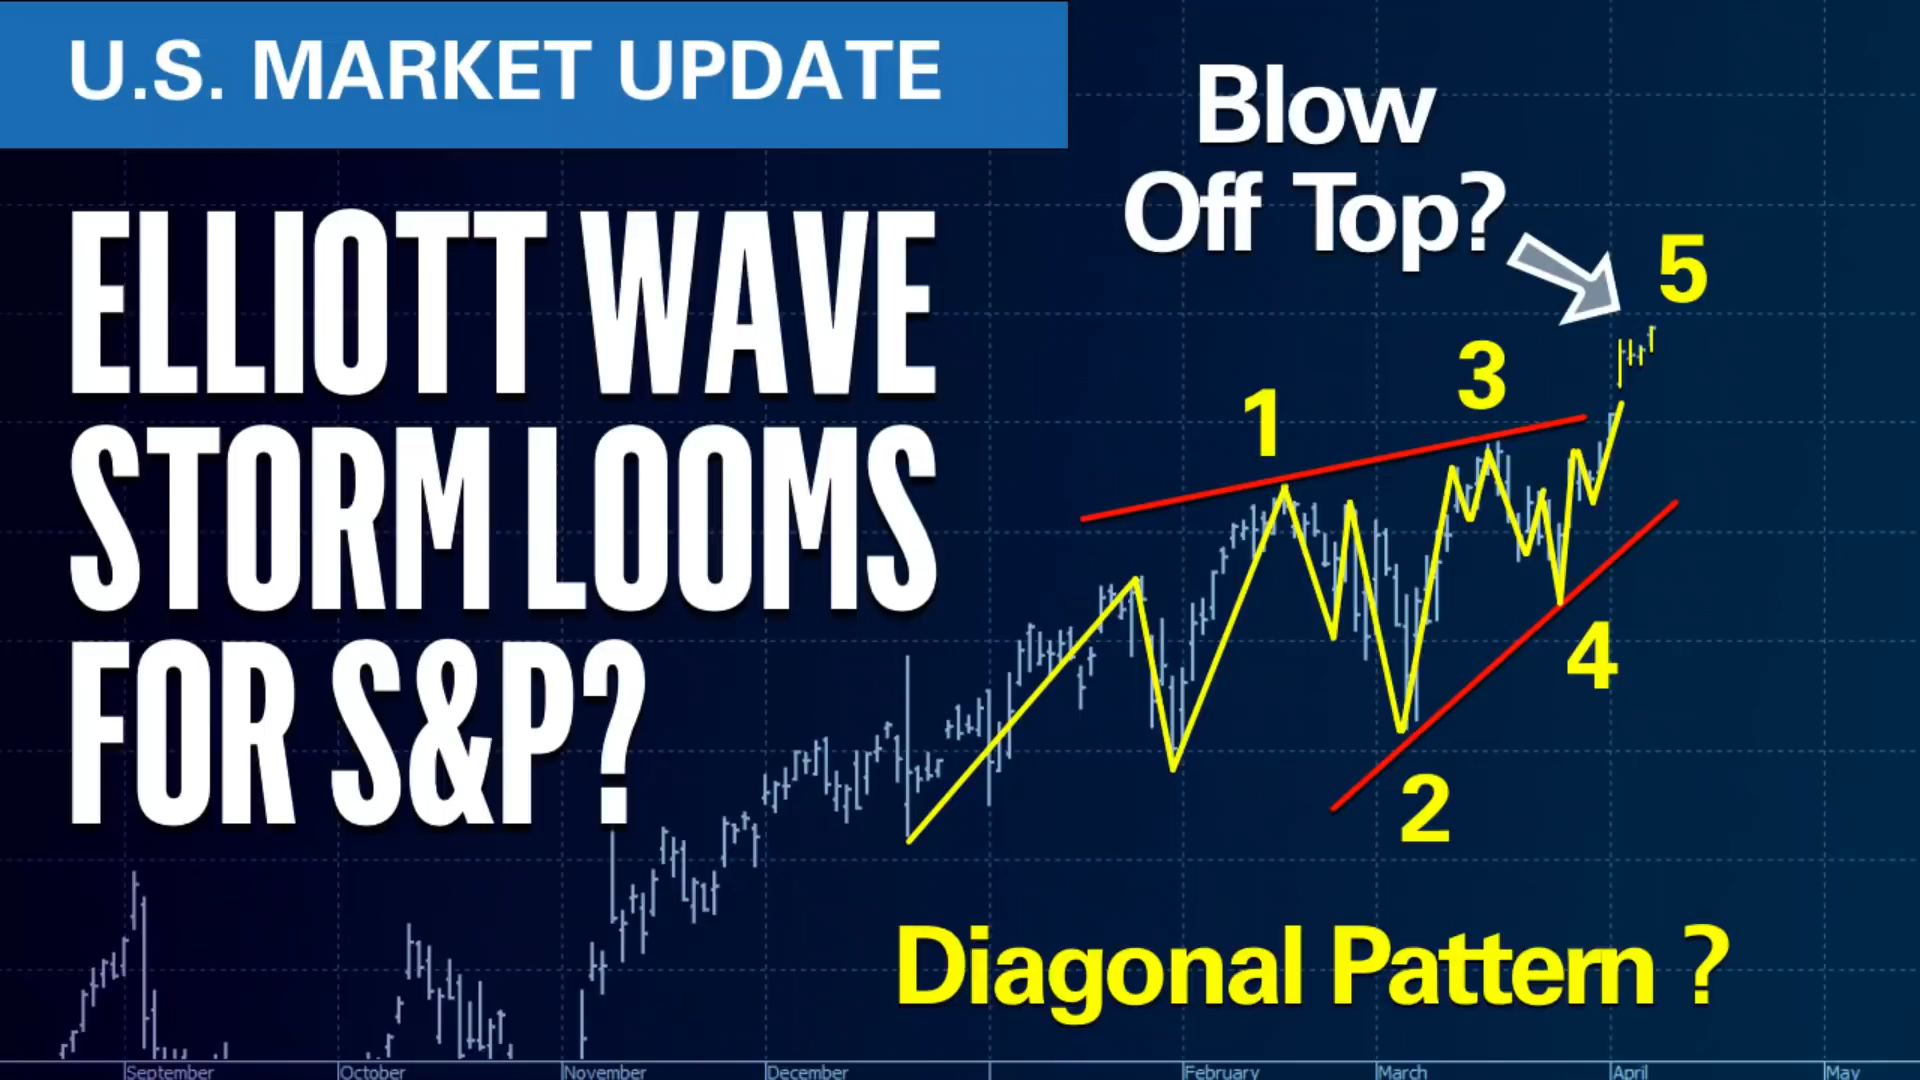 U.S. MARKET UPDATE
ELLIOTT WAVE
STORM LOOMS
FOR S&P?
Blow
Off Top?
5
3
1
4
2
Diagonal Pattern ?
September October November December February March April May